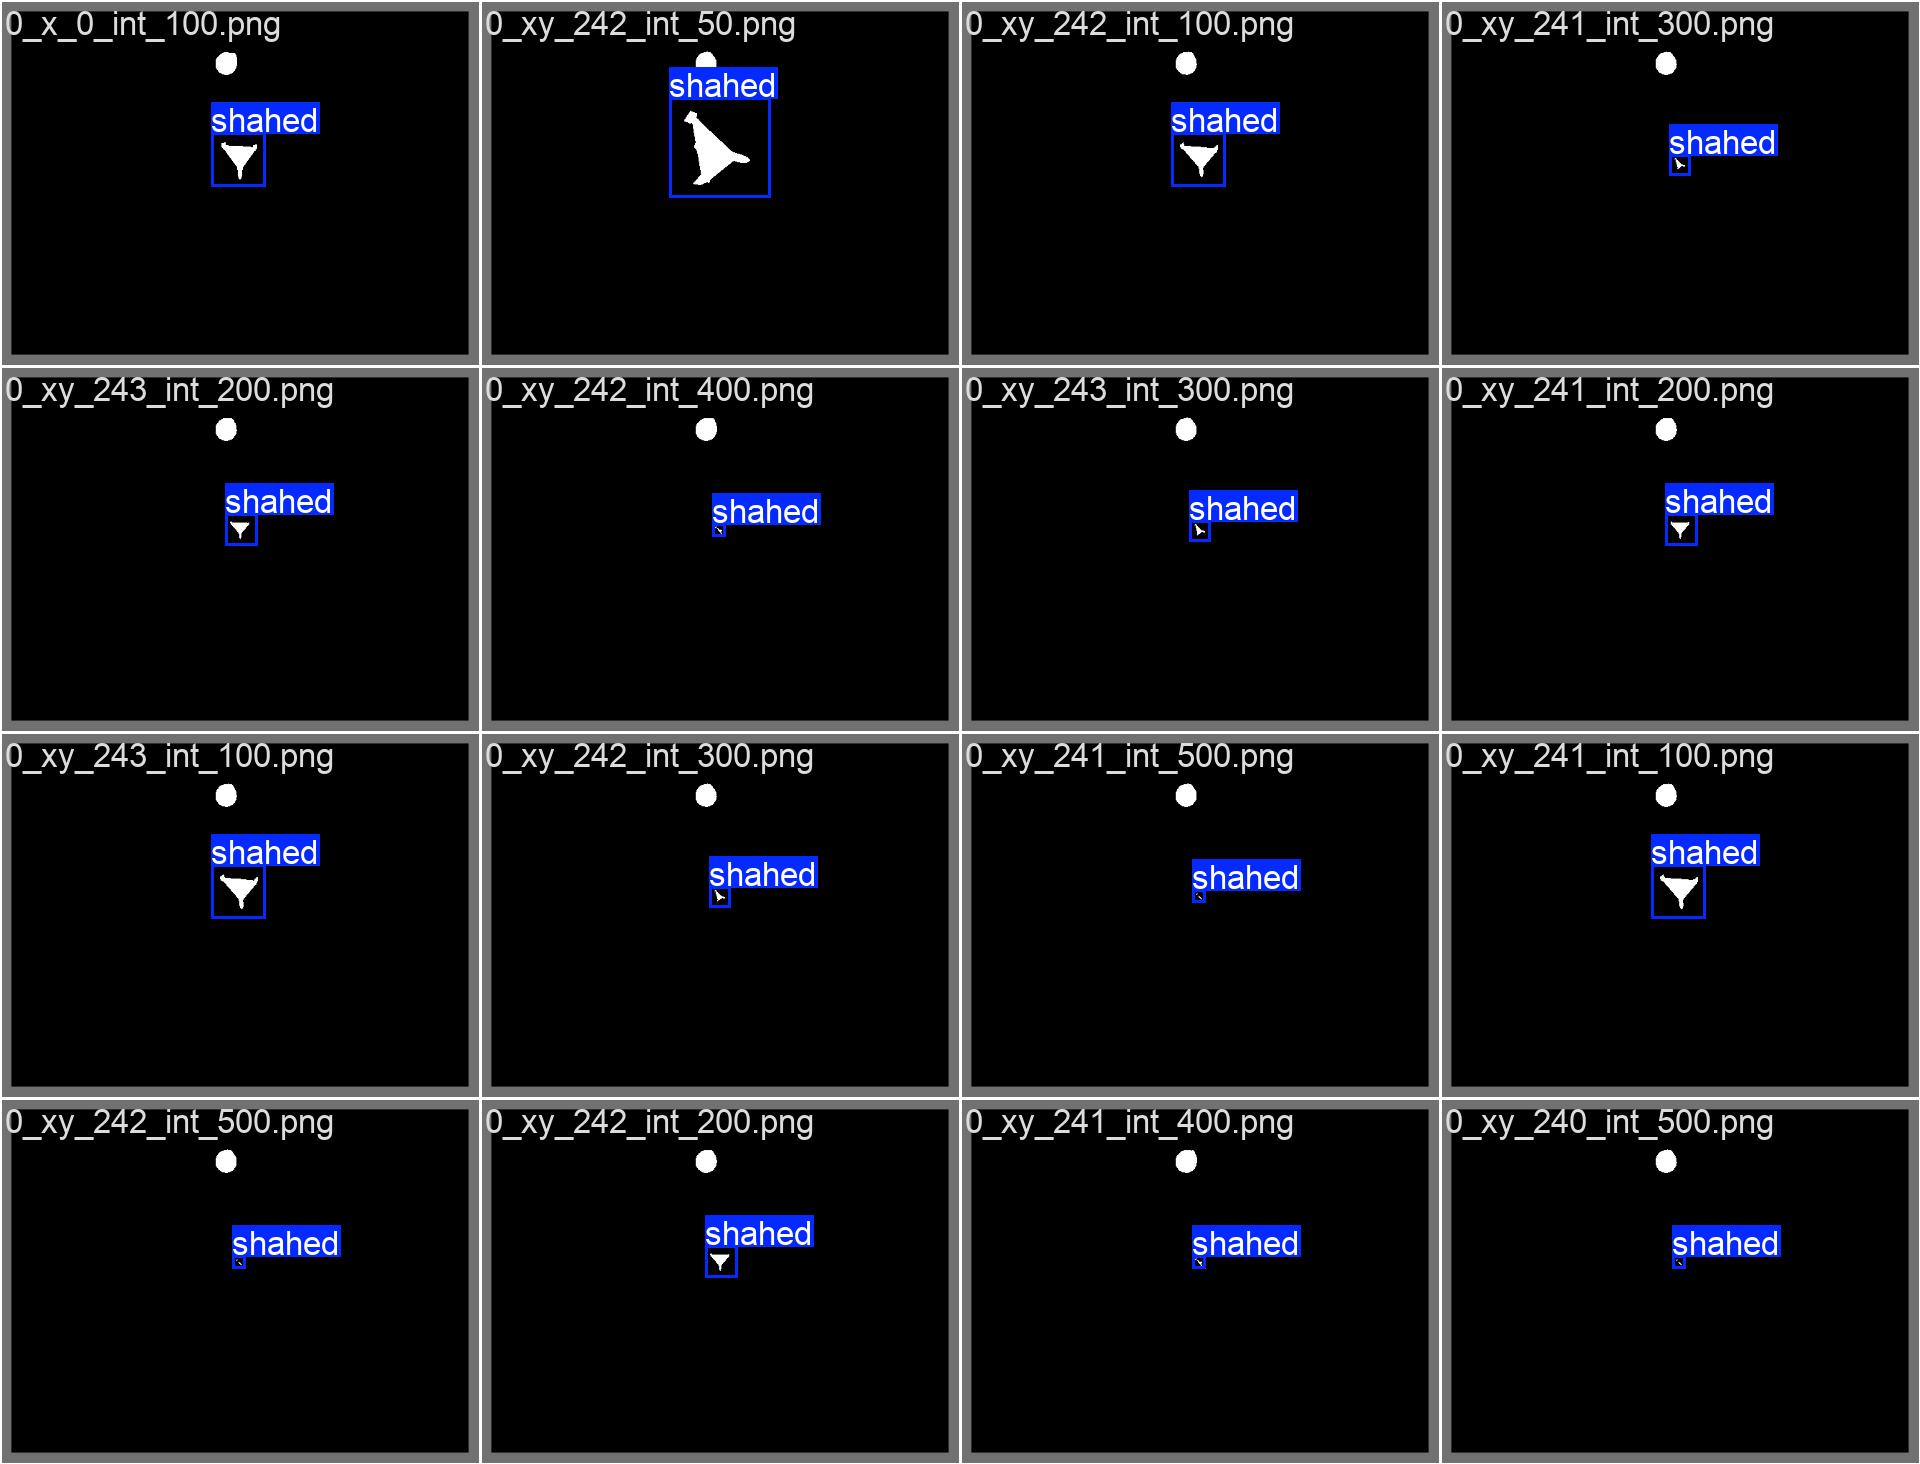 0_x_0_int_100.png
shahed
0_xy_242_int_50.png
shahed
0_xy_242_int_100.png
shahed
0_xy_241_int_300.png
shahed
0_xy_243_int_200.png
shahed
0_xy_242_int_400.png
shahed
0_xy_243_int_300.png
shahed
0_xy_241_int_200.png
shahed
0_xy_243_int_100.png
shahed
0_xy_242_int_300.png
shahed
0_xy_241_int_500.png
shahed
0_xy_241_int_100.png
shahed
0_xy_242_int_500.png
shahed
0_xy_242_int_200.png
shahed
0_xy_241_int_400.png
shahed
0_xy_240_int_500.png
shahed